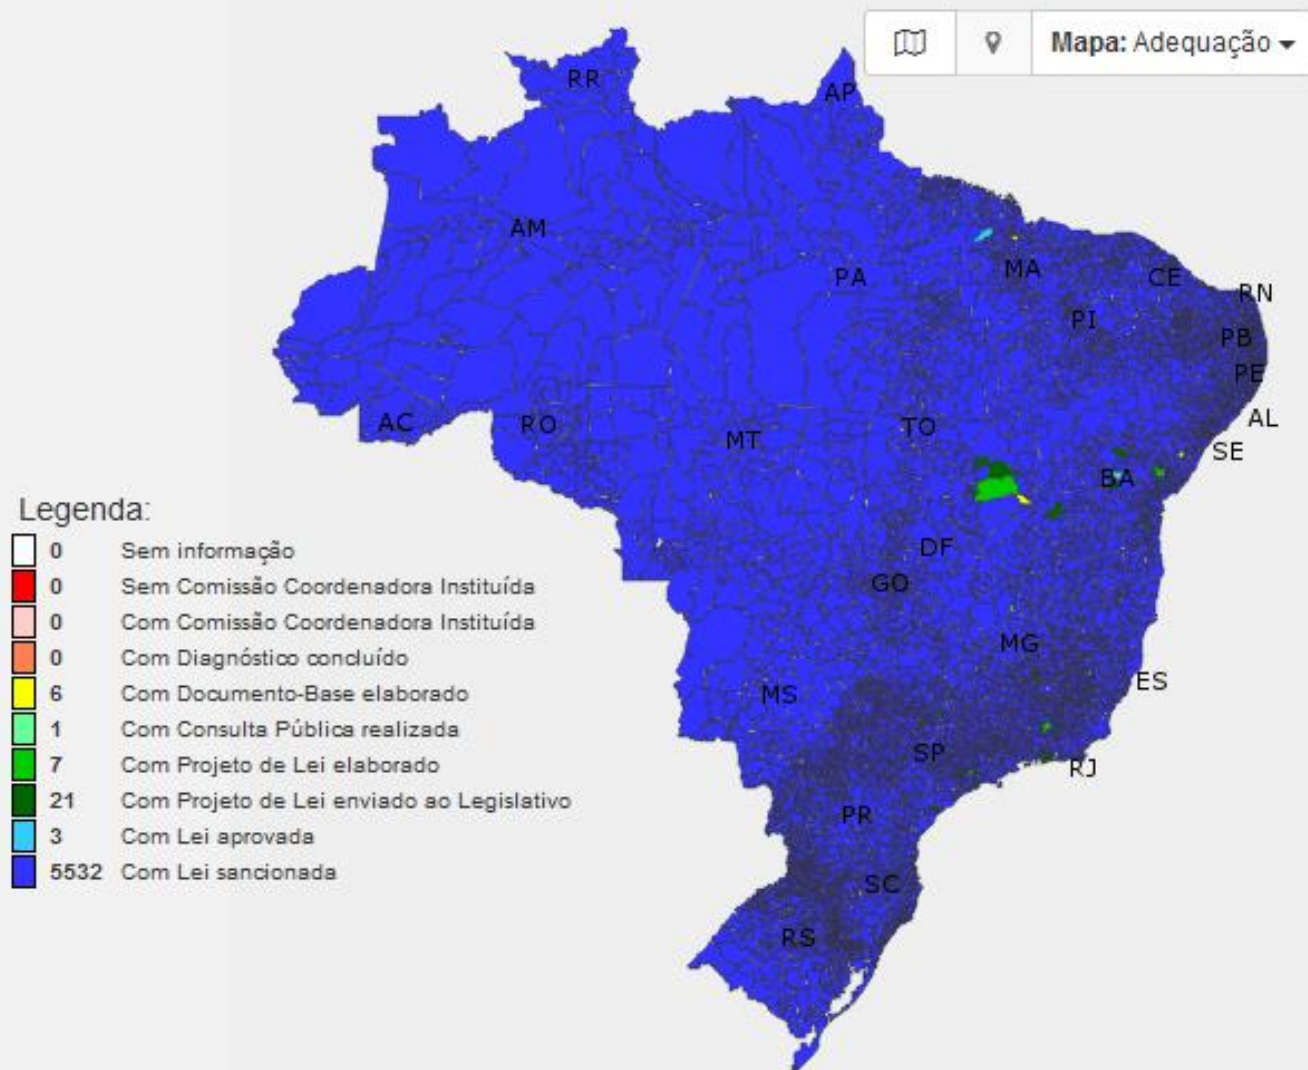 Mapa: Adequação
RR
AP
AM
PA
MA
CE
RN
PI
PB
PE
AC
RO
MT
TO
AL
SE
BA
DF
GO
MG
ES
MS
SP
RJ
PR
SC
RS
Legenda:
0 Sem informação
0 Sem Comissão Coordenadora Instituída
0 Com Comissão Coordenadora Instituída
0 Com Diagnóstico concluído
6 Com Documento-Base elaborado
1 Com Consulta Pública realizada
7 Com Projeto de Lei elaborado
21 Com Projeto de Lei enviado ao Legislativo
3 Com Lei aprovada
5532 Com Lei sancionada